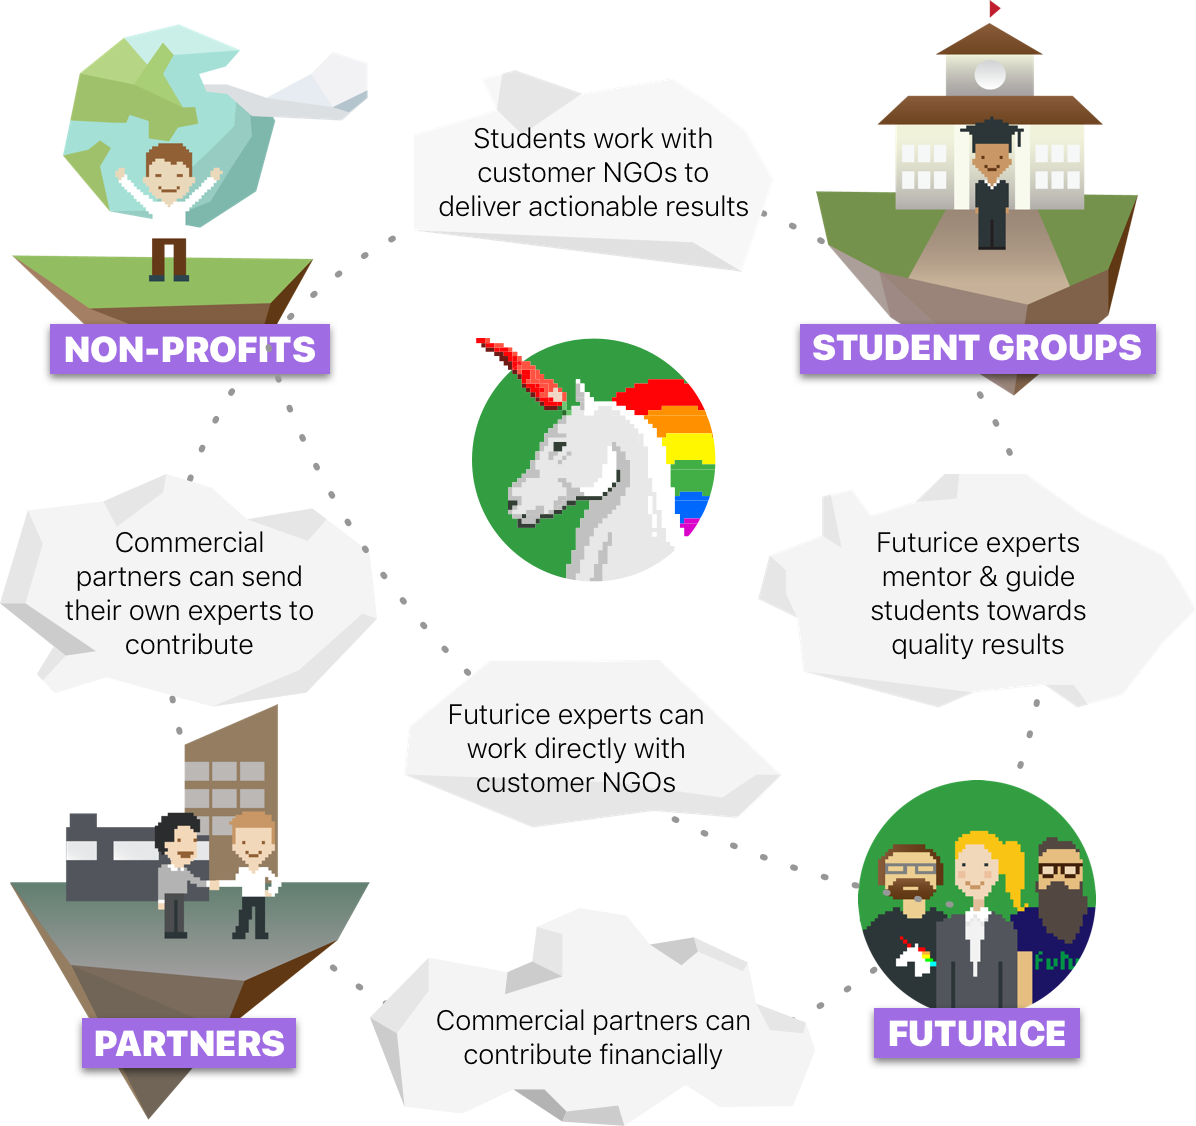 Students work with
customer NGOs to
deliver actionable results
NON-PROFITS
STUDENT GROUPS
Commercial
partners can send
their own experts to
contribute
Futurice experts
mentor & guide
students towards
quality results
Futurice experts can
work directly with
customer NGOs
futu
Commercial partners can
contribute financially
PARTNERS
FUTURICE